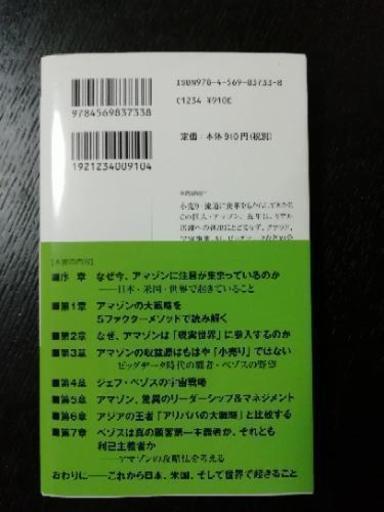 ISBN978-4-569-83733-8
C1234 ¥910E
9784569837338
定価：本体910円（税別）
1921234009104
■序 章 なぜ今、アマゾンに注目が集まっているのか
――日本・米国・世界で起きていること
■第1章 アマゾンの大戦略を
5ファクターメソッドで読み解く
■第2章 なぜ、アマゾンは「現実世界」に参入するのか
■第3章 アマゾンの収益源はもはや「小売り」ではない
――ビッグデータ時代の覇者・ベゾスの野望
■第4章 ジェフ・ベゾスの宇宙戦略
■第5章 アマゾン、驚異のリーダーシップ&マネジメント
■第6章 アジアの王者「アリババの大戦略」と比較する
■第7章 ベゾスは真の顧客第一主義者か、それとも
利己主義者か
――アマゾンの攻略法を考える
おわりに――これから日本、米国、そして世界で起きること